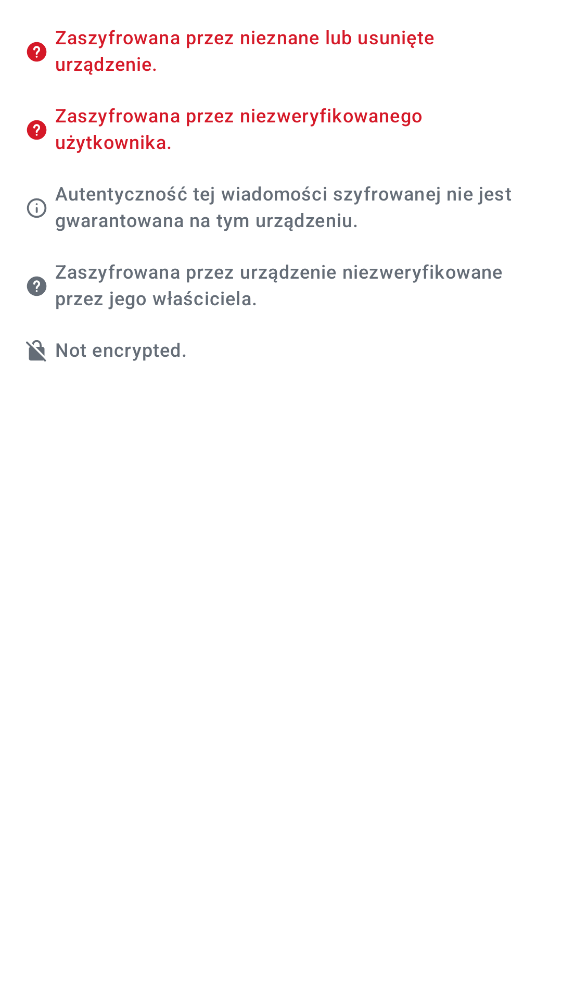 Zaszyfrowana przez nieznane lub usunięte
urządzenie.
Zaszyfrowana przez niezweryfikowanego
użytkownika.
Autentyczność tej wiadomości szyfrowanej nie jest
gwarantowana na tym urządzeniu.
Zaszyfrowana przez urządzenie niezweryfikowane
przez jego właściciela.
Not encrypted.